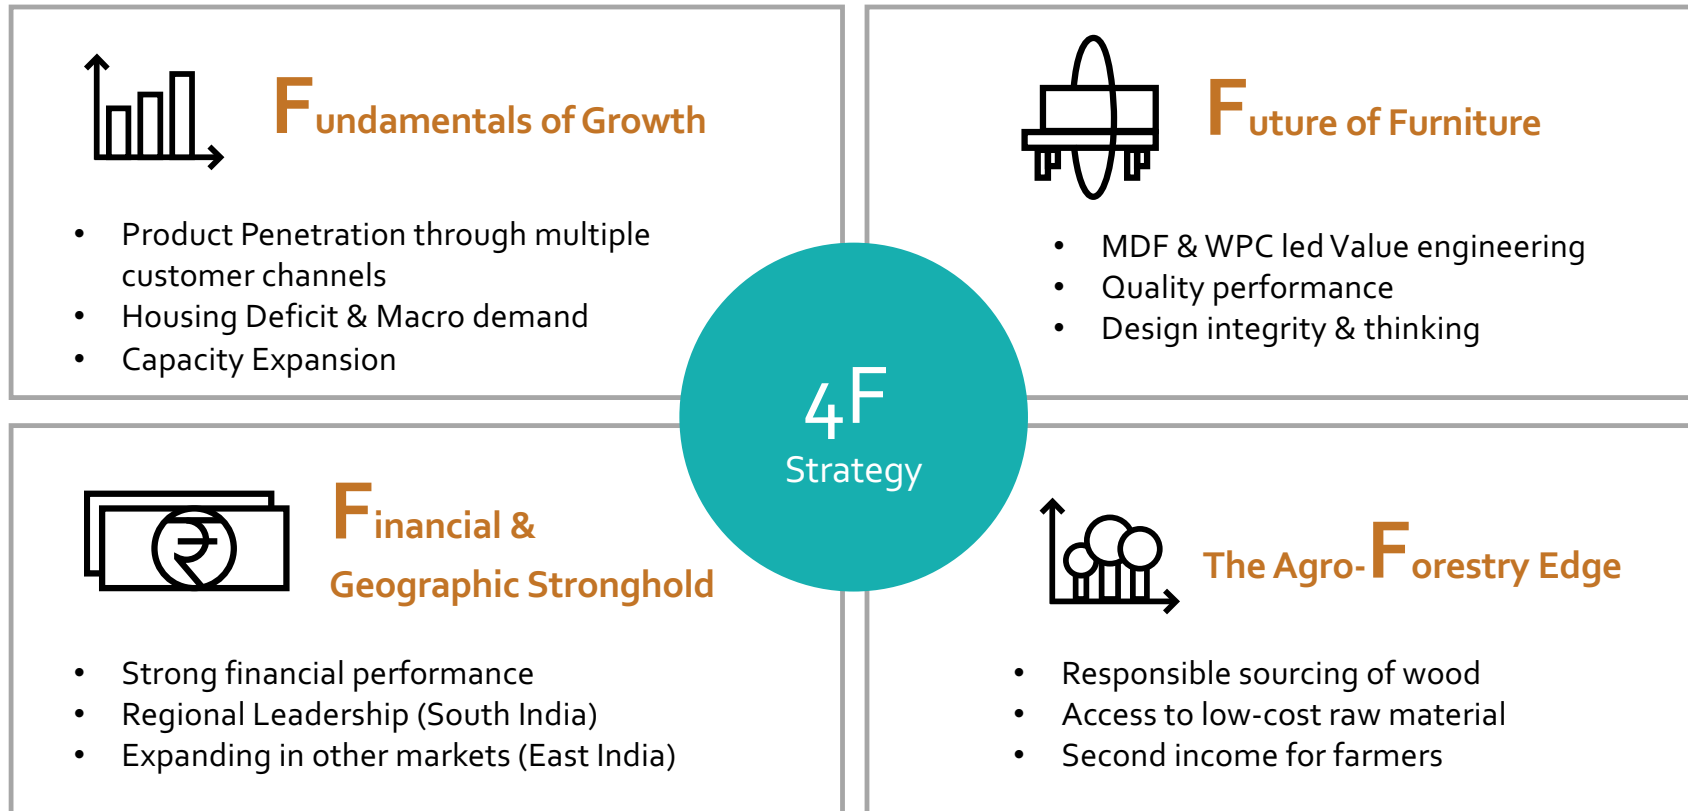 Fundamentals of Growth
• Product Penetration through multiple
customer channels
• Housing Deficit & Macro demand
• Capacity Expansion
Future of Furniture
• MDF & WPC led Value engineering
• Quality performance
• Design integrity & thinking
4F
Strategy
₹
Financial &
Geographic Stronghold
• Strong financial performance
• Regional Leadership (South India)
• Expanding in other markets (East India)
The Agro-Forestry Edge
• Responsible sourcing of wood
• Access to low-cost raw material
• Second income for farmers